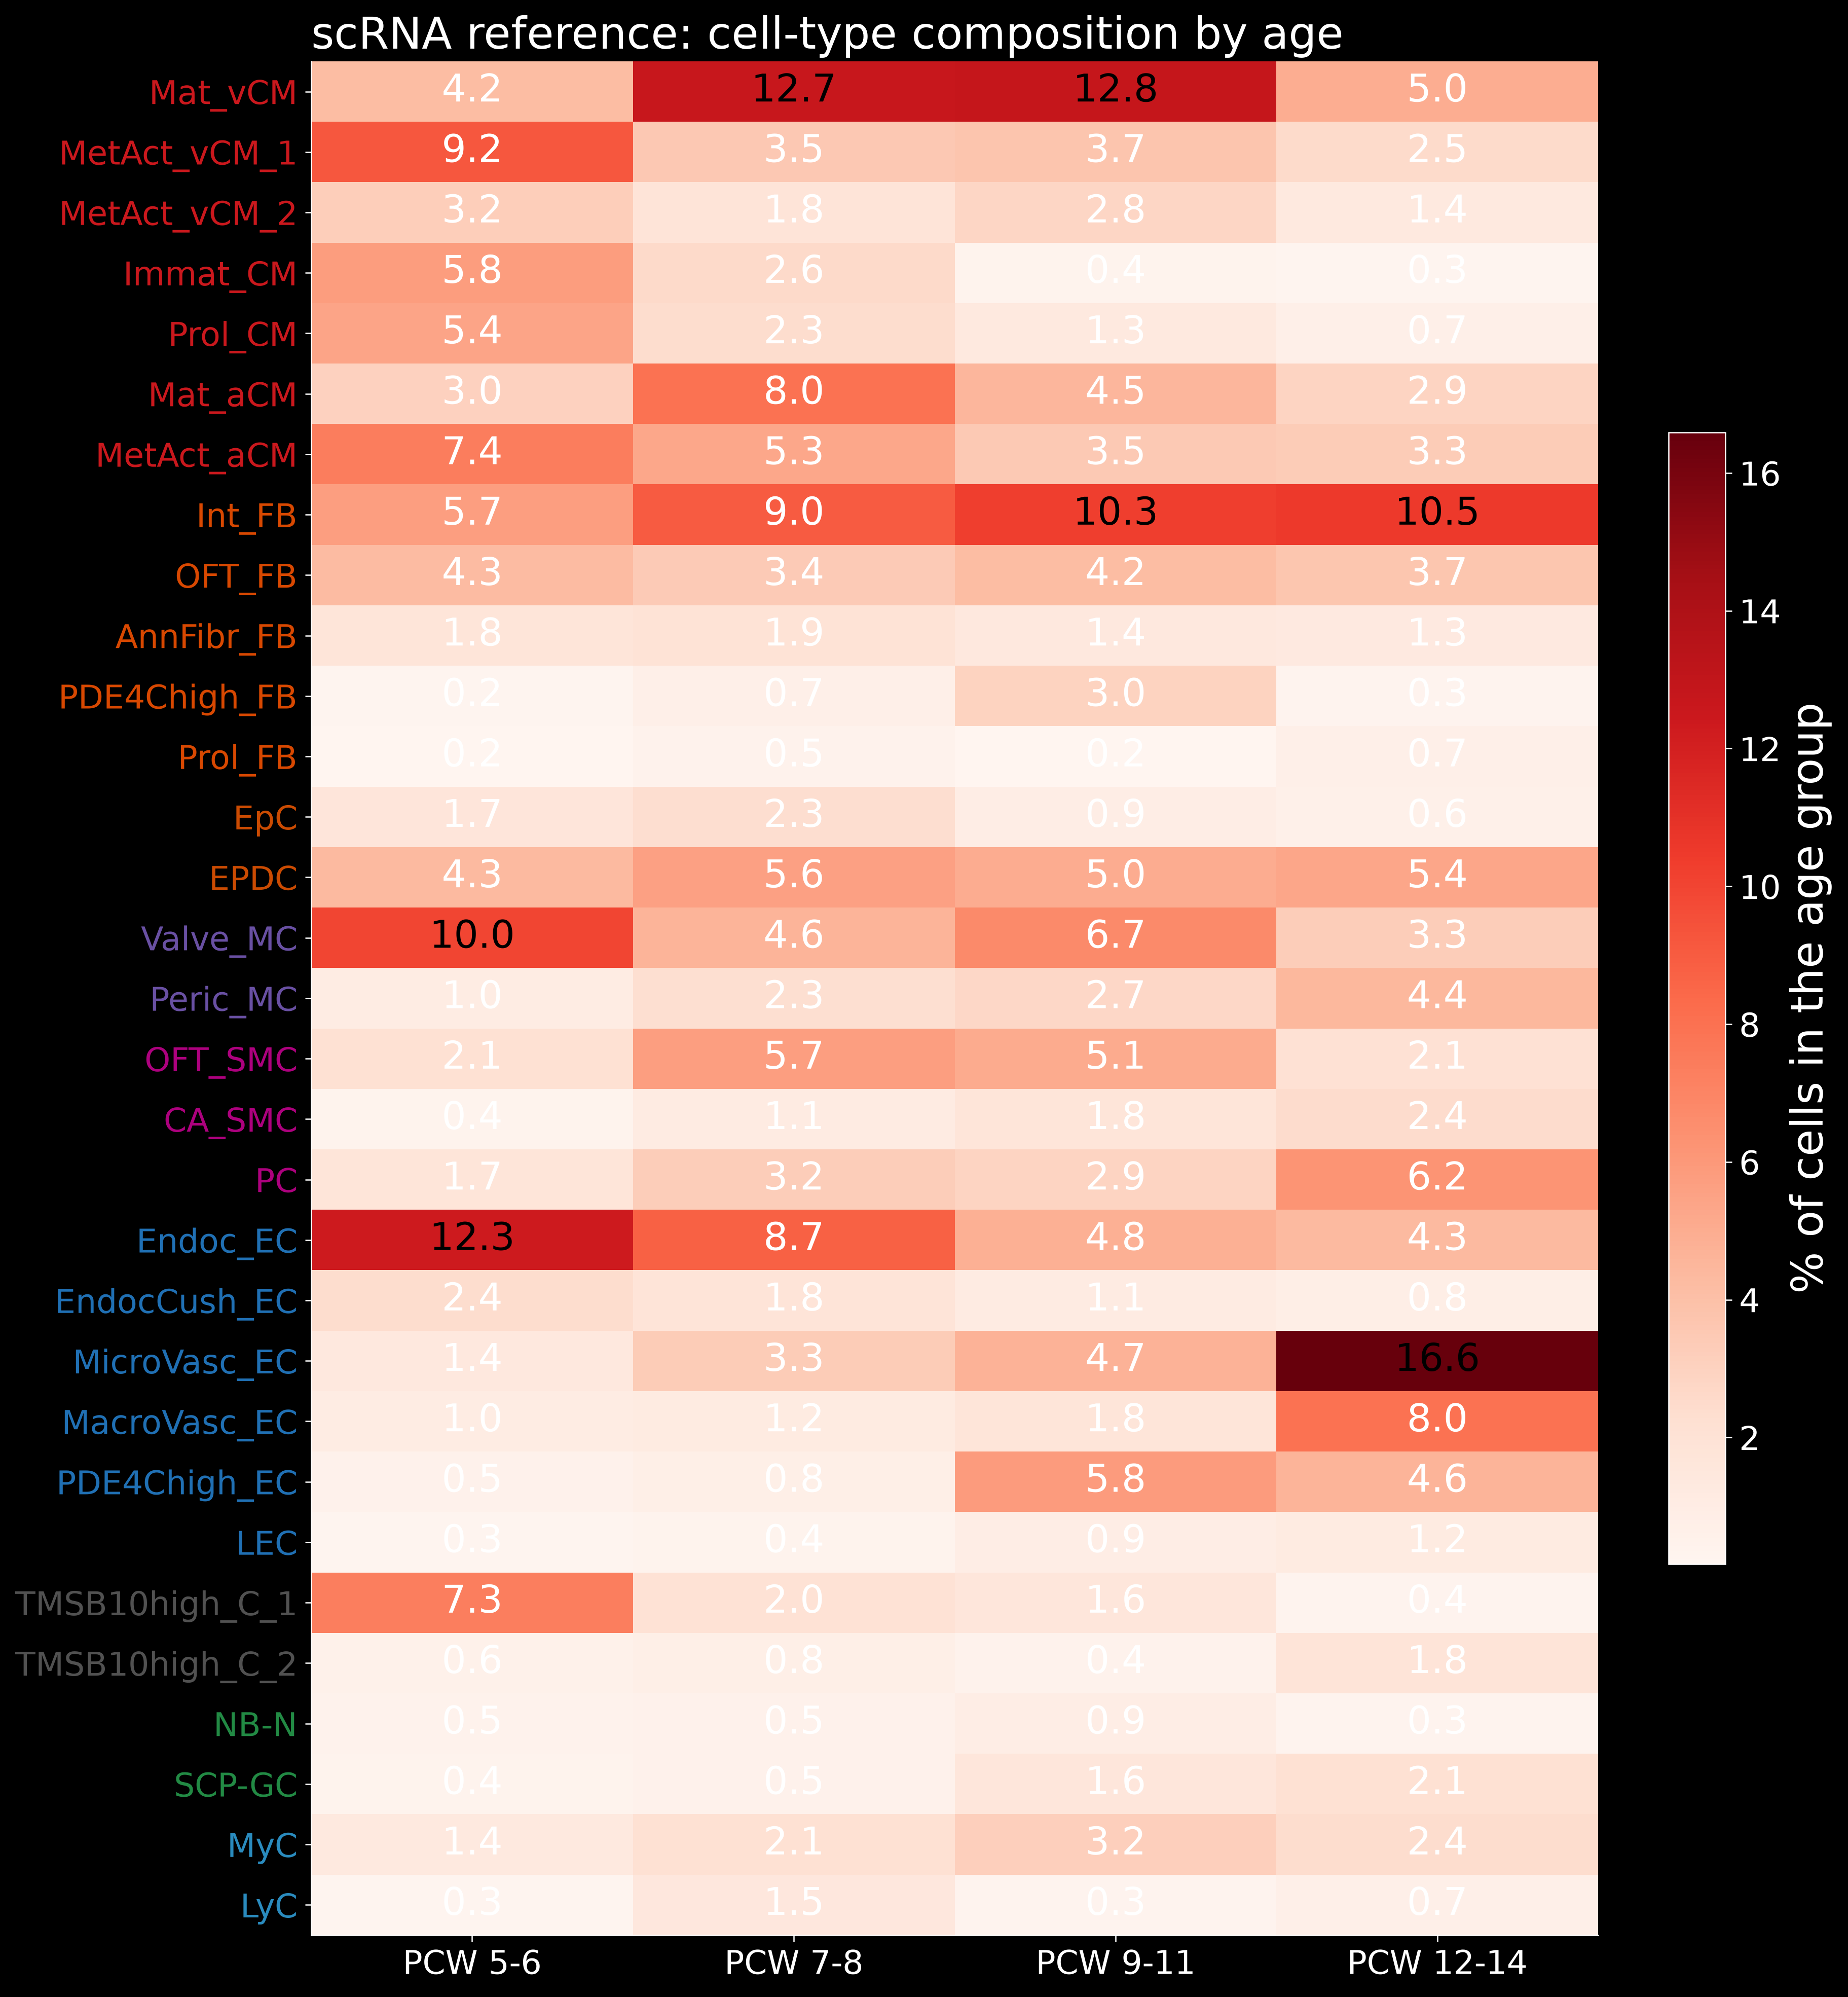 scRNA reference: cell-type composition by age
Mat_vCM 4.2 12.7 12.8 5.0
MetAct_vCM_1 9.2 3.5 3.7 2.5
MetAct_vCM_2 3.2 1.8 2.8 1.4
Immat_CM 5.8 2.6 0.4 0.3
Prol_CM 5.4 2.3 1.3 0.7
Mat_aCM 3.0 8.0 4.5 2.9
MetAct_aCM 7.4 5.3 3.5 3.3
Int_FB 5.7 9.0 10.3 10.5
OFT_FB 4.3 3.4 4.2 3.7
AnnFibr_FB 1.8 1.9 1.4 1.3
PDE4Chigh_FB 0.2 0.7 3.0 0.3
Prol_FB 0.2 0.5 0.2 0.7
EpC 1.7 2.3 0.9 0.6
EPDC 4.3 5.6 5.0 5.4
Valve_MC 10.0 4.6 6.7 3.3
Peric_MC 1.0 2.3 2.7 4.4
OFT_SMC 2.1 5.7 5.1 2.1
CA_SMC 0.4 1.1 1.8 2.4
PC 1.7 3.2 2.9 6.2
Endoc_EC 12.3 8.7 4.8 4.3
EndocCush_EC 2.4 1.8 1.1 0.8
MicroVasc_EC 1.4 3.3 4.7 16.6
MacroVasc_EC 1.0 1.2 1.8 8.0
PDE4Chigh_EC 0.5 0.8 5.8 4.6
LEC 0.3 0.4 0.9 1.2
TMSB10high_C_1 7.3 2.0 1.6 0.4
TMSB10high_C_2 0.6 0.8 0.4 1.8
NB-N 0.5 0.5 0.9 0.3
SCP-GC 0.4 0.5 1.6 2.1
MyC 1.4 2.1 3.2 2.4
LyC 0.3 1.5 0.3 0.7
PCW 5-6 PCW 7-8 PCW 9-11 PCW 12-14
16
14
12
10
8
6
4
2
% of cells in the age group